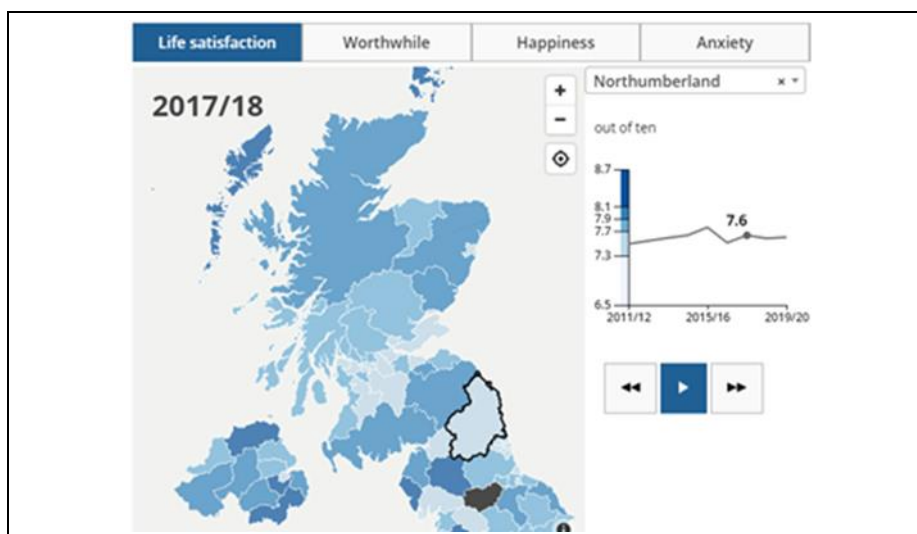 Life satisfaction Worthwhile Happiness Anxiety
2017/18
+
−
Northumberland × ▾
out of ten
8.7
8.1
7.9
7.7
7.3
6.5
7.6
2011/12 2015/16 2019/20